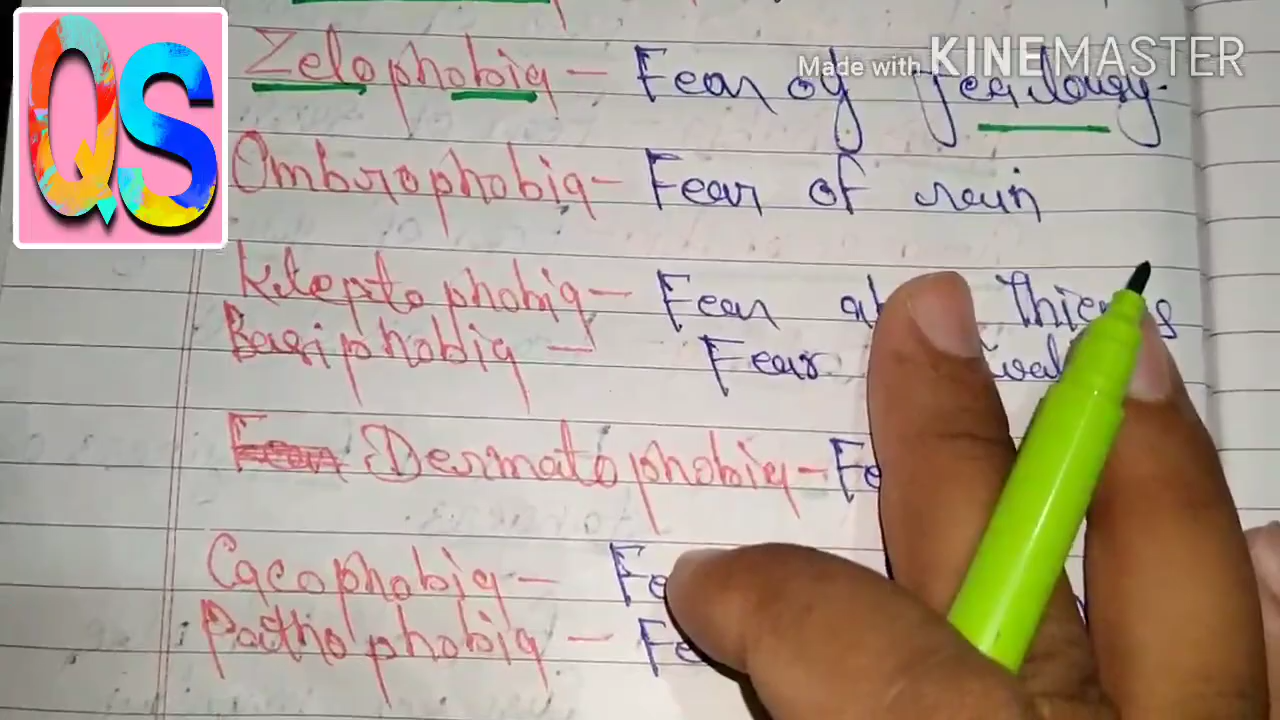 QS
Made with KINEMASTER
Zelophobia - Fear of Jealousy.
Ombrophobia - Fear of rain
Kleptophobia - Fear Thieves
Basiphobia - Fear
Dermatophobia - Fe
Cacophobia - Fe
Pathophobia - Fe